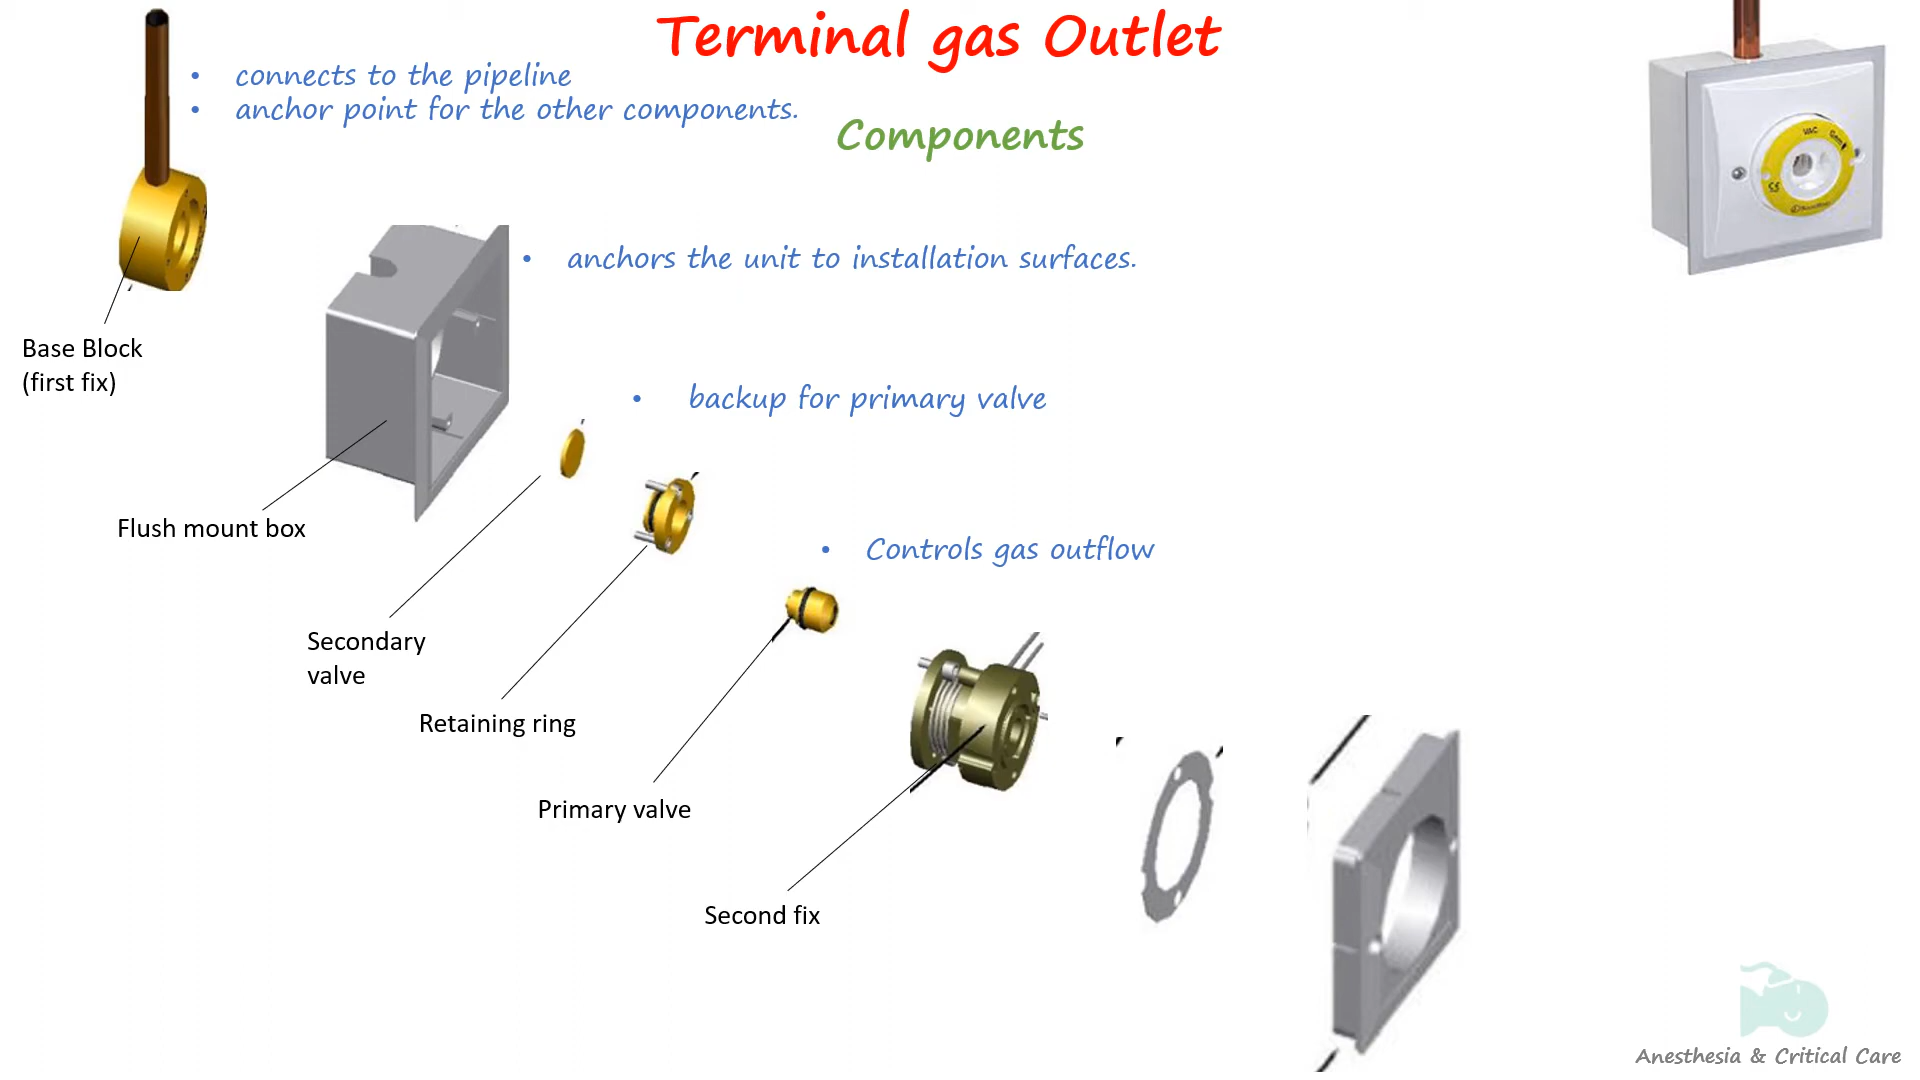 Terminal gas Outlet
• connects to the pipeline
• anchor point for the other components.
Components
VAC
• anchors the unit to installation surfaces.
Base Block
(first fix)
• backup for primary valve
Flush mount box
• Controls gas outflow
Secondary
valve
Retaining ring
Primary valve
Second fix
Anesthesia & Critical Care